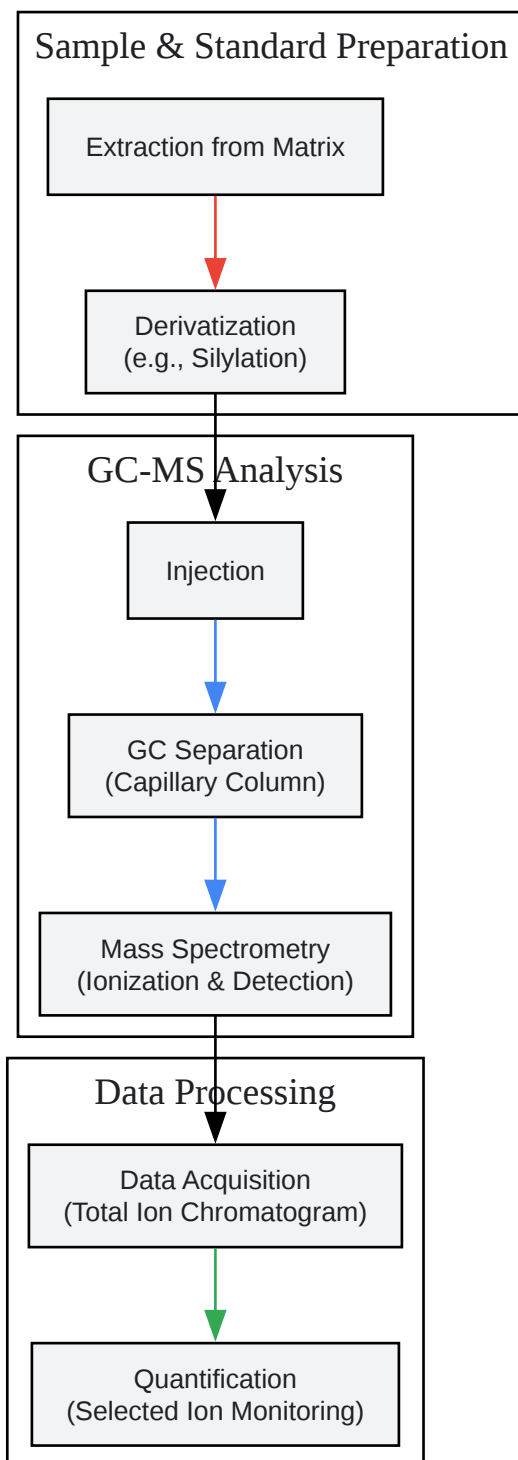 Sample & Standard Preparation
Extraction from Matrix
Derivatization
(e.g., Silylation)
GC-MS Analysis
Injection
GC Separation
(Capillary Column)
Mass Spectrometry
(Ionization & Detection)
Data Processing
Data Acquisition
(Total Ion Chromatogram)
Quantification
(Selected Ion Monitoring)